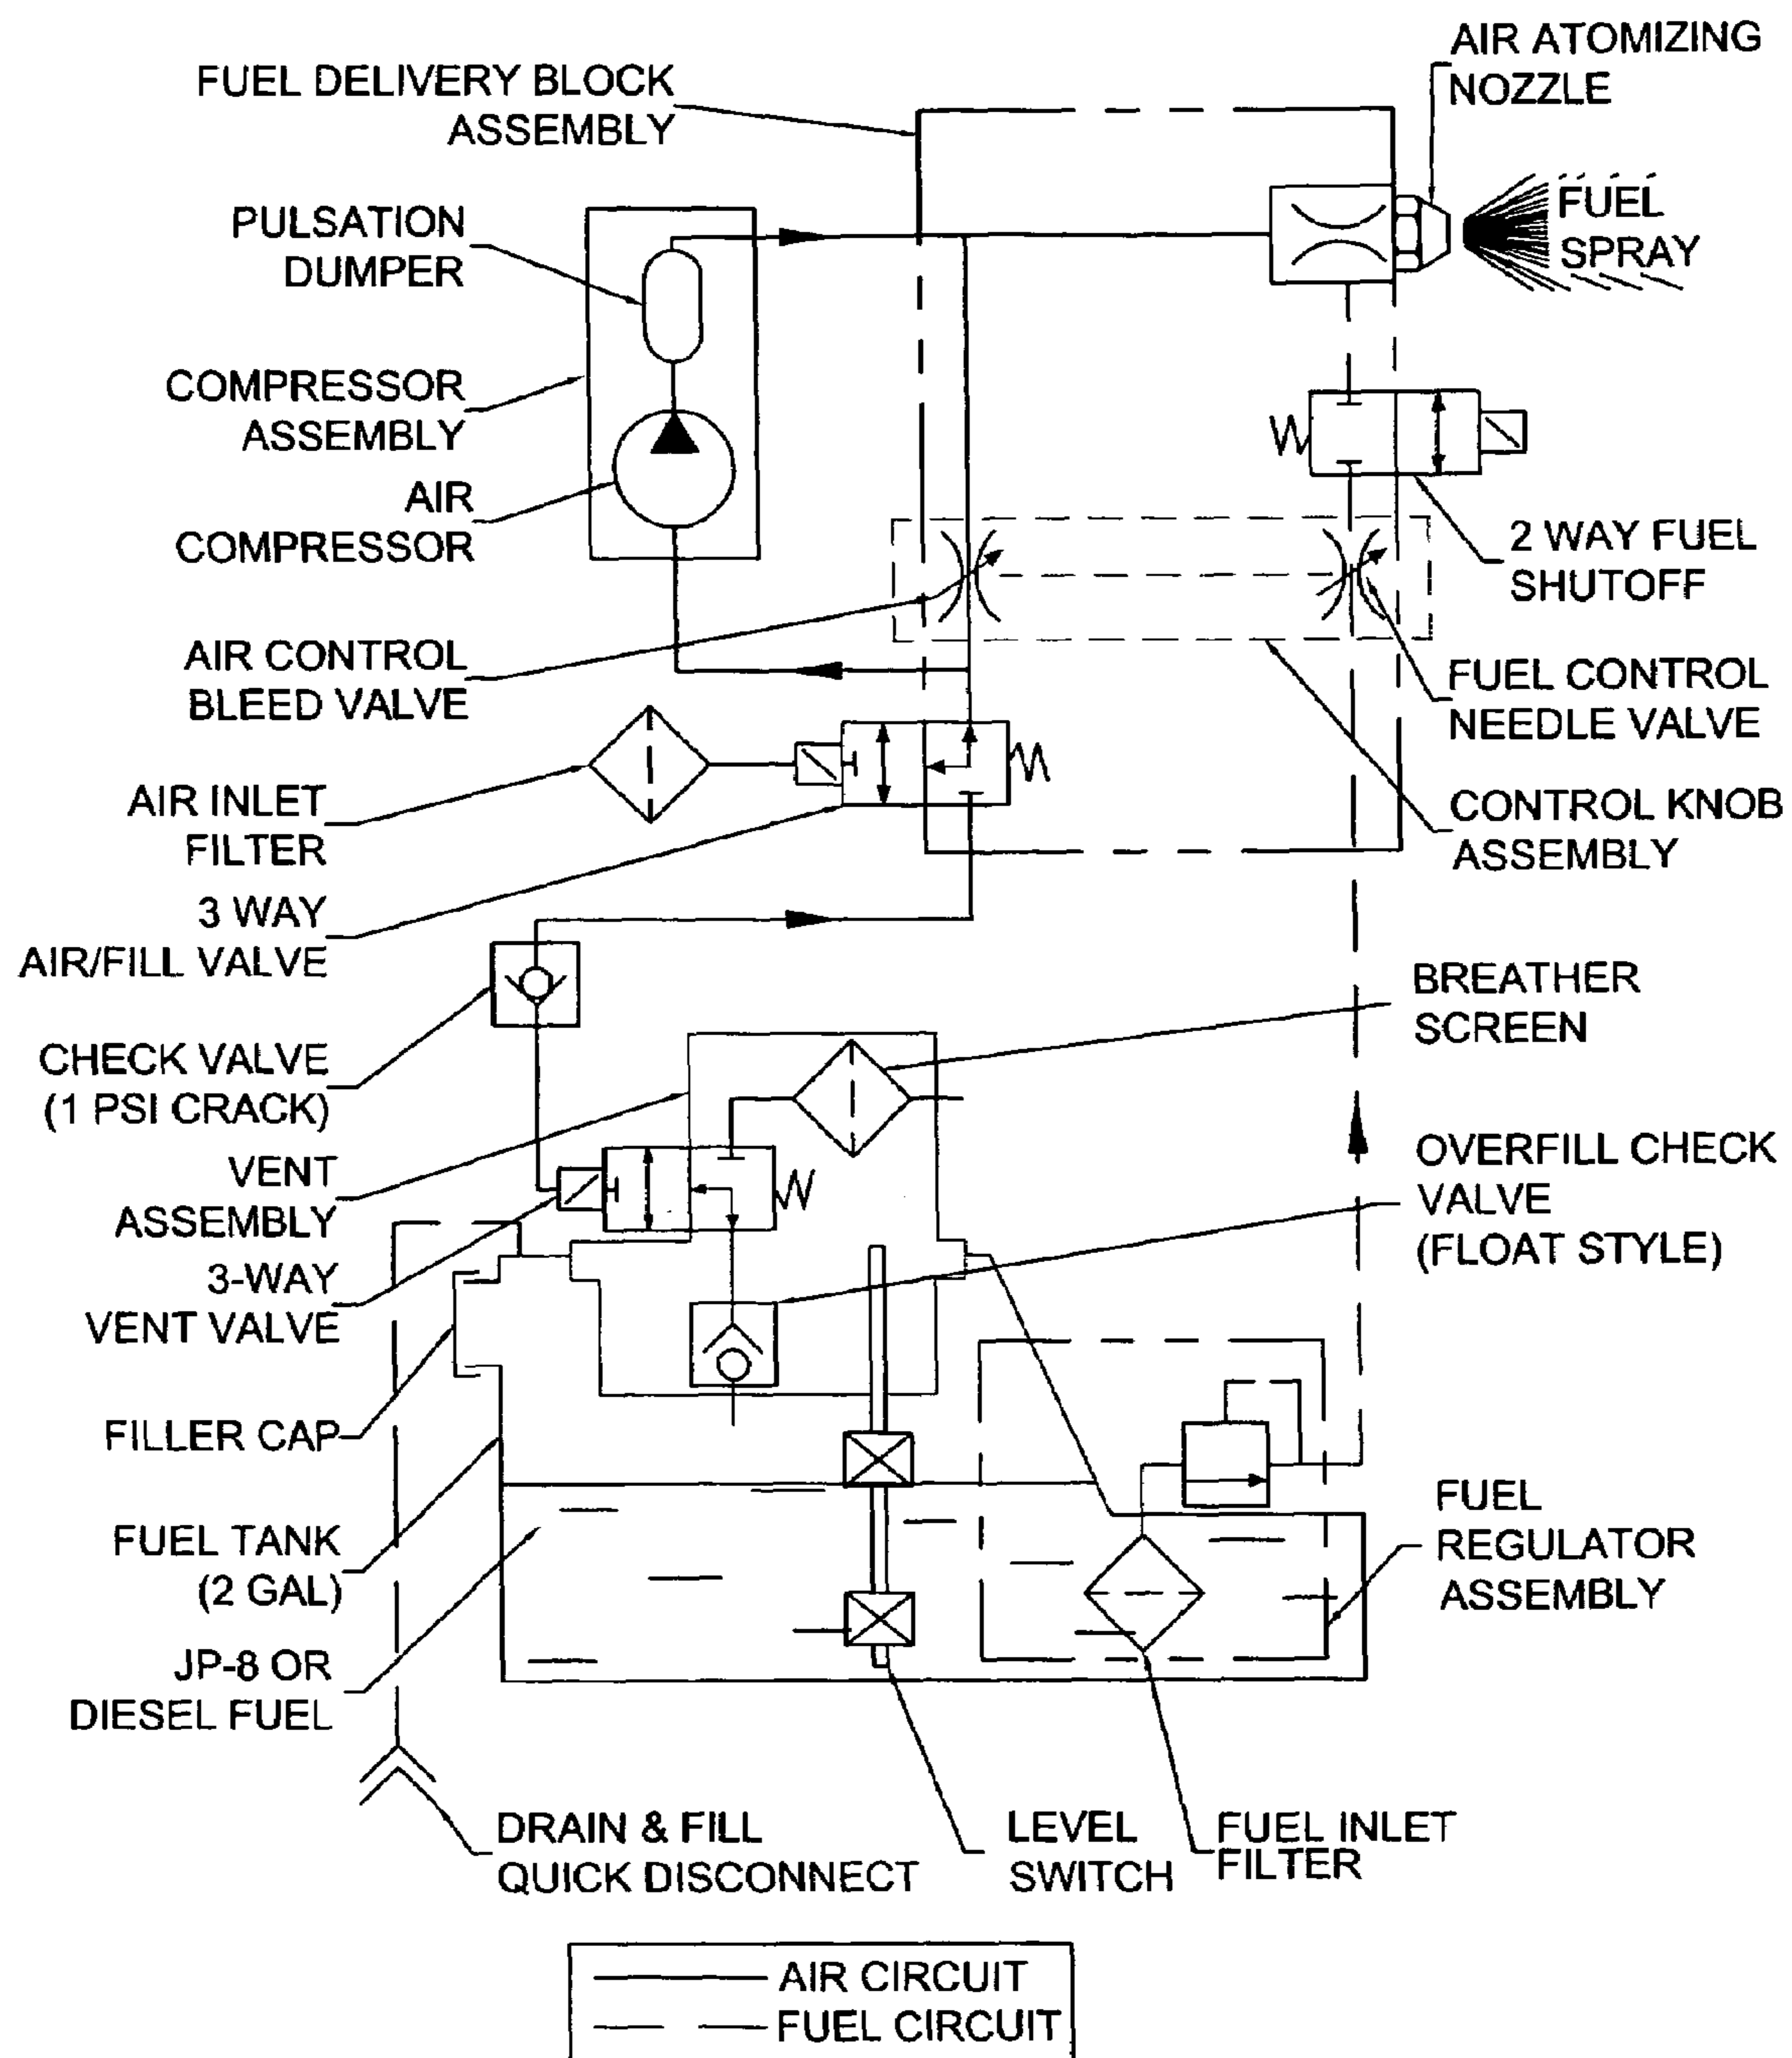 AIR ATOMIZING
NOZZLE
FUEL DELIVERY BLOCK
ASSEMBLY
FUEL
SPRAY
PULSATION
DUMPER
COMPRESSOR
ASSEMBLY
AIR
COMPRESSOR
2 WAY FUEL
SHUTOFF
AIR CONTROL
BLEED VALVE
FUEL CONTROL
NEEDLE VALVE
AIR INLET
FILTER
CONTROL KNOB
ASSEMBLY
3 WAY
AIR/FILL VALVE
BREATHER
SCREEN
CHECK VALVE
(1 PSI CRACK)
VENT
ASSEMBLY
OVERFILL CHECK
VALVE
(FLOAT STYLE)
3-WAY
VENT VALVE
FILLER CAP
FUEL TANK
(2 GAL)
FUEL
REGULATOR
ASSEMBLY
JP-8 OR
DIESEL FUEL
DRAIN & FILL
QUICK DISCONNECT
LEVEL
SWITCH
FUEL INLET
FILTER
AIR CIRCUIT
FUEL CIRCUIT